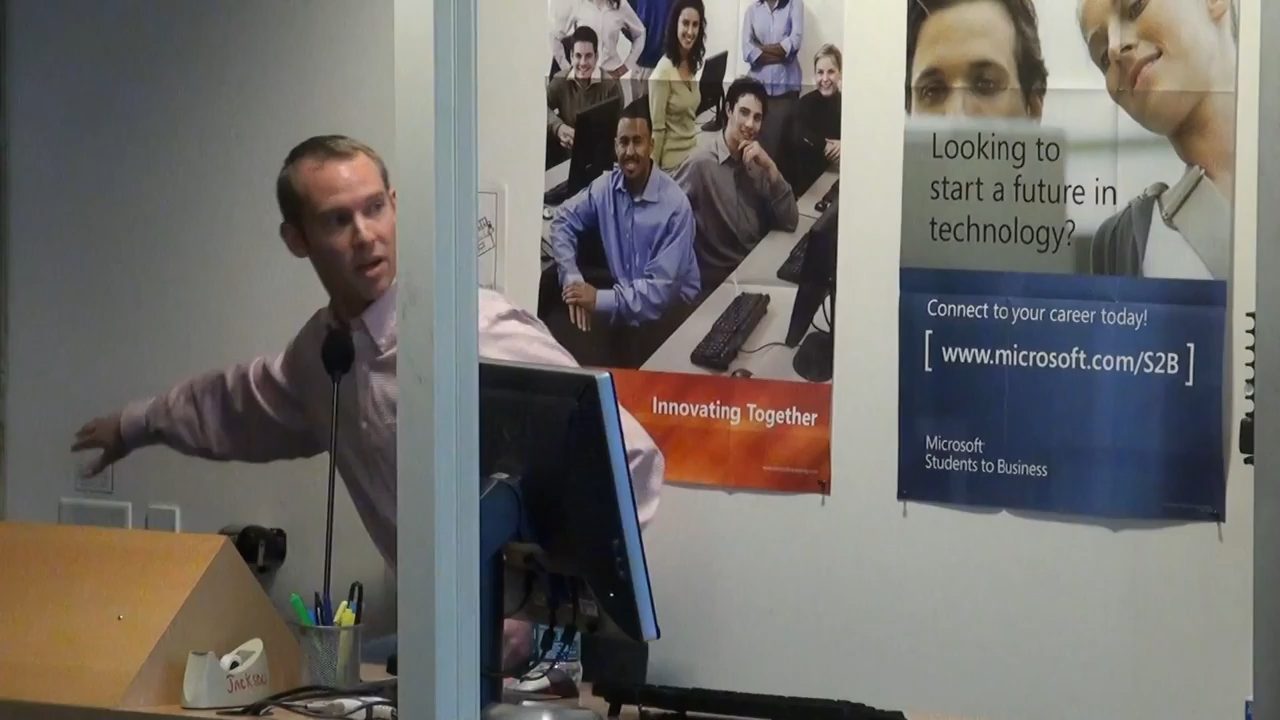 Looking to
start a future in
technology?
Connect to your career today!
[ www.microsoft.com/S2B ]
Microsoft
Students to Business
Innovating Together
JACKSON